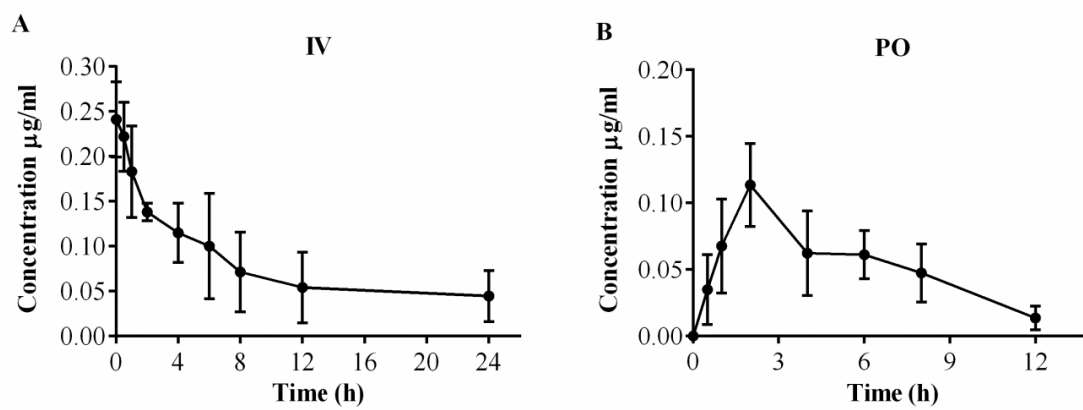 A
IV
Concentration µg/ml
0.30
0.25
0.20
0.15
0.10
0.05
0.00
0 4 8 12 16 20 24
Time (h)
B
PO
Concentration µg/ml
0.20
0.15
0.10
0.05
0.00
0 3 6 9 12
Time (h)